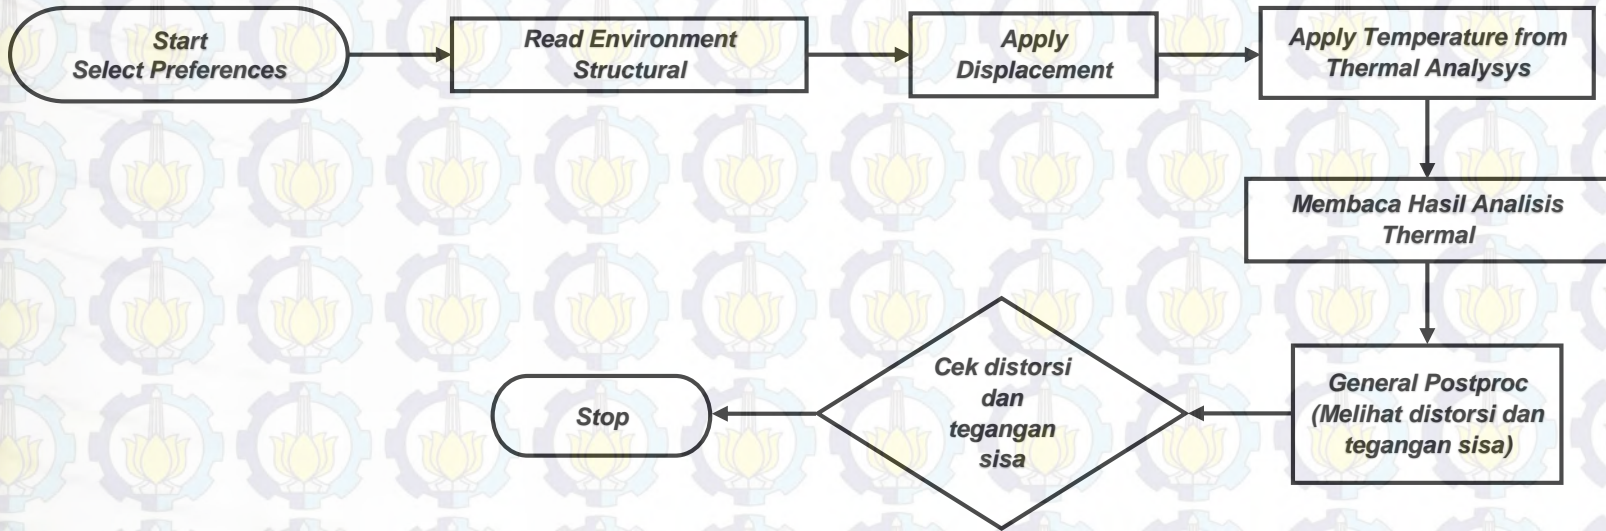 Start
Select Preferences
Read Environment
Structural
Apply
Displacement
Apply Temperature from
Thermal Analysys
Membaca Hasil Analisis
Thermal
General Postproc
(Melihat distorsi dan
tegangan sisa)
Cek distorsi
dan
tegangan
sisa
Stop